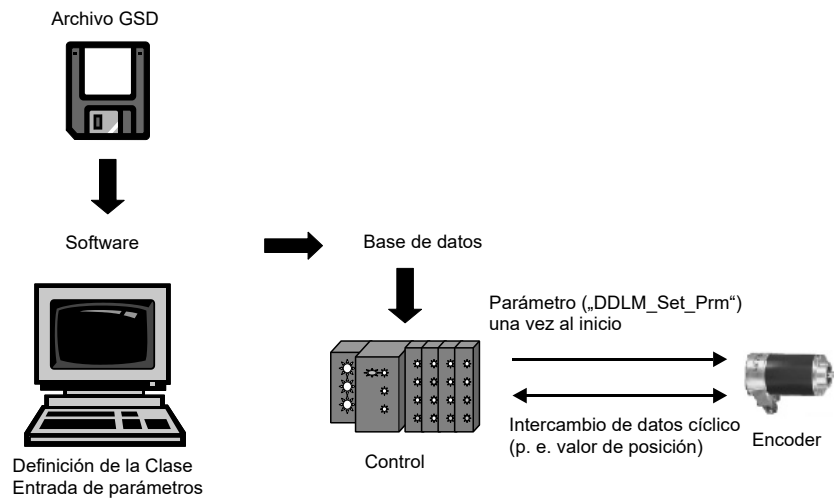 Archivo GSD
Software
Base de datos
Parámetro („DDLM_Set_Prm“)
una vez al inicio
Intercambio de datos cíclico
(p. e. valor de posición)
Encoder
Control
Definición de la Clase
Entrada de parámetros